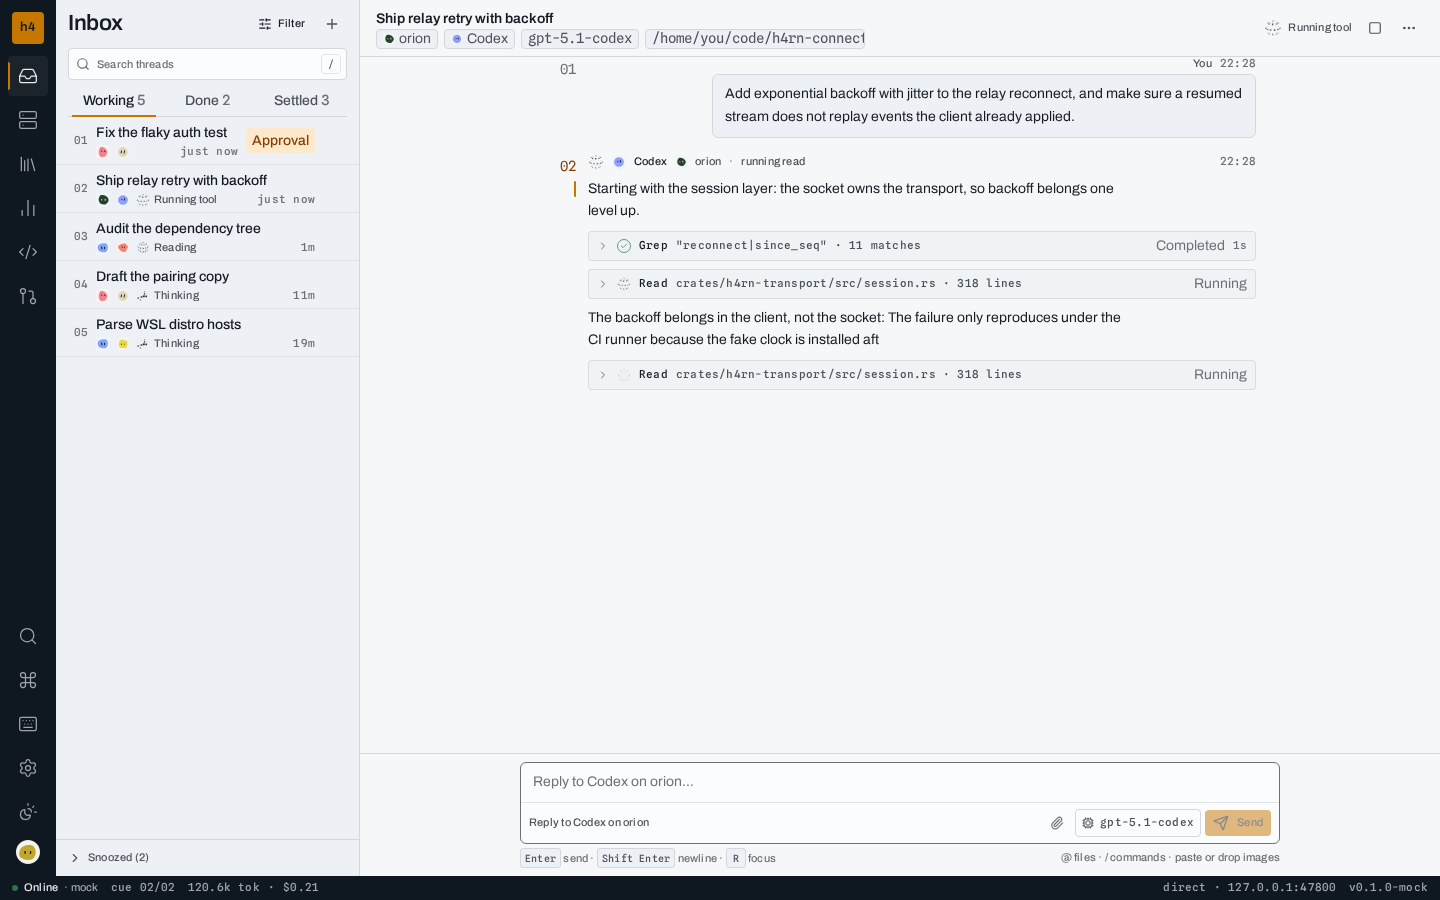 h4
Inbox
Filter
Search threads
/
Working 5
Done 2
Settled 3
01
Fix the flaky auth test
just now
Approval
02
Ship relay retry with backoff
Running tool
just now
03
Audit the dependency tree
Reading
1m
04
Draft the pairing copy
Thinking
11m
05
Parse WSL distro hosts
Thinking
19m
Snoozed (2)
Ship relay retry with backoff
orion
Codex
gpt-5.1-codex
/home/you/code/h4rn-connect
Running tool
01
You 22:28
Add exponential backoff with jitter to the relay reconnect, and make sure a resumed
stream does not replay events the client already applied.
02
Codex
orion · running read
22:28
Starting with the session layer: the socket owns the transport, so backoff belongs one
level up.
Grep "reconnect|since_seq" · 11 matches
Completed 1s
Read crates/h4rn-transport/src/session.rs · 318 lines
Running
The backoff belongs in the client, not the socket: The failure only reproduces under the
CI runner because the fake clock is installed aft
Read crates/h4rn-transport/src/session.rs · 318 lines
Running
Reply to Codex on orion...
Reply to Codex on orion
gpt-5.1-codex
Send
Enter send · Shift Enter newline · R focus
@ files · / commands · paste or drop images
Online · mock cue 02/02 120.6k tok · $0.21
direct · 127.0.0.1:47800 v0.1.0-mock